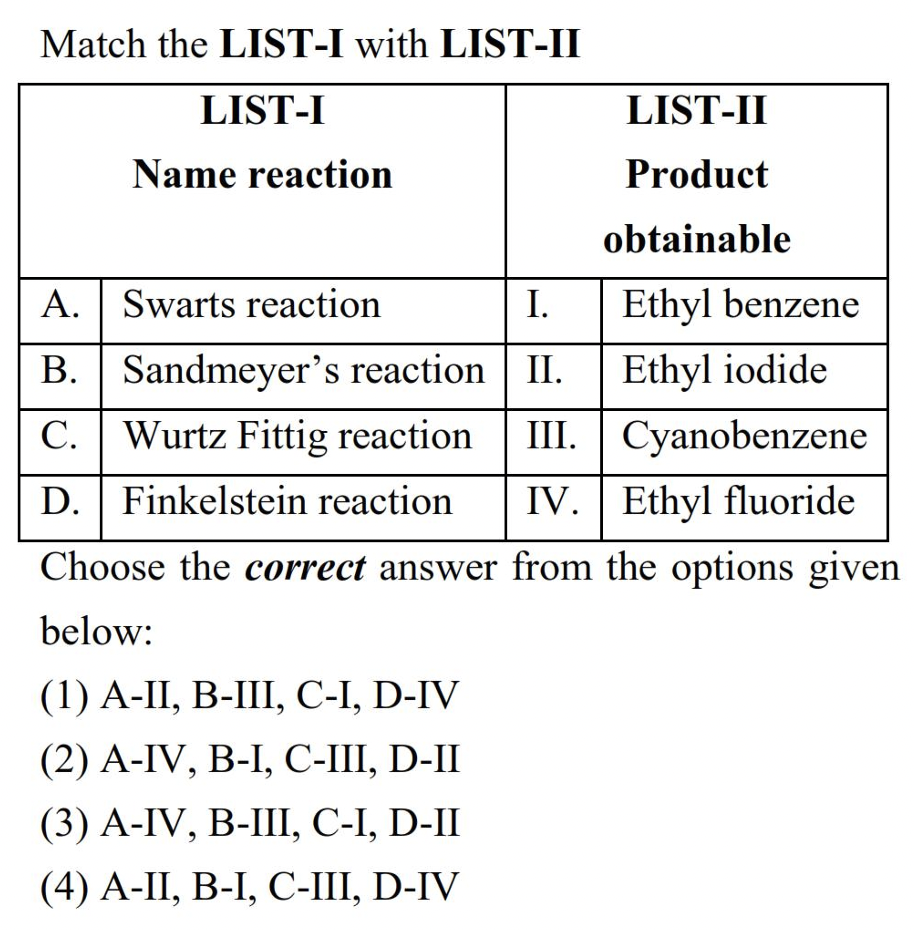 Match the LIST-I with LIST-II
LIST-I LIST-II
Name reaction Product
obtainable
A. Swarts reaction I. Ethyl benzene
B. Sandmeyer’s reaction II. Ethyl iodide
C. Wurtz Fittig reaction III. Cyanobenzene
D. Finkelstein reaction IV. Ethyl fluoride
Choose the correct answer from the options given
below:
(1) A-II, B-III, C-I, D-IV
(2) A-IV, B-I, C-III, D-II
(3) A-IV, B-III, C-I, D-II
(4) A-II, B-I, C-III, D-IV